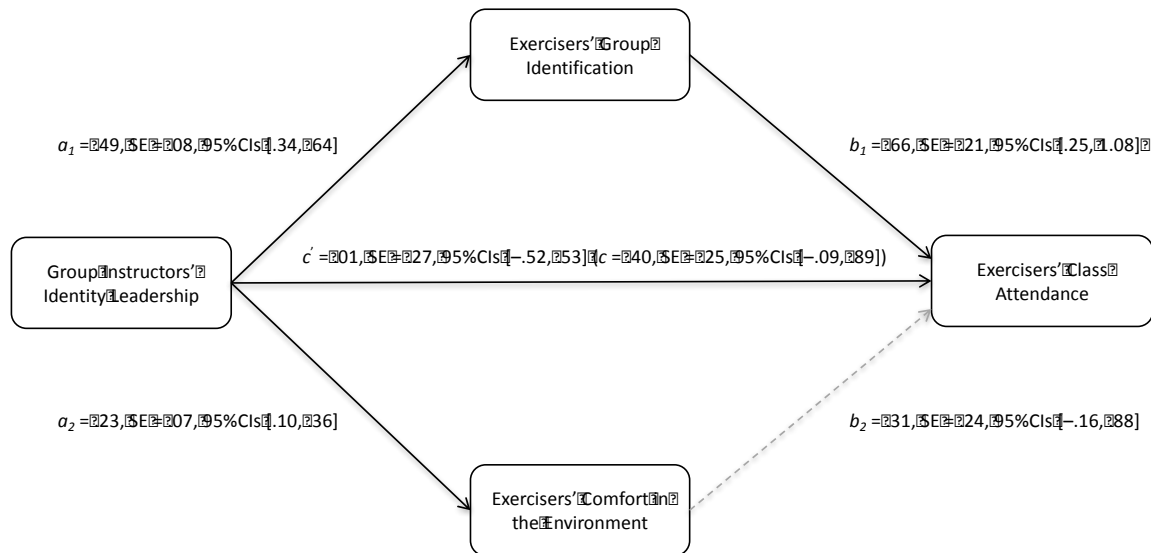 Exercisers’⍰Group⍰
Identification
a1 =⍰49,⍰SE⍰=⍰08,⍰95%CIs⍰[.34,⍰64]
b1 =⍰66,⍰SE⍰=⍰21,⍰95%CIs⍰[.25,⍰1.08]⍰
c′ =⍰01,⍰SE⍰=⍰27,⍰95%CIs⍰[–.52,⍰53]⍰(c =⍰40,⍰SE⍰=⍰25,⍰95%CIs⍰[–.09,⍰89])
Group⍰Instructors’⍰
Identity⍰Leadership
Exercisers’⍰Class⍰
Attendance
a2 =⍰23,⍰SE⍰=⍰07,⍰95%CIs⍰[.10,⍰36]
b2 =⍰31,⍰SE⍰=⍰24,⍰95%CIs⍰[–.16,⍰88]
Exercisers’⍰Comfort⍰In⍰
the⍰Environment